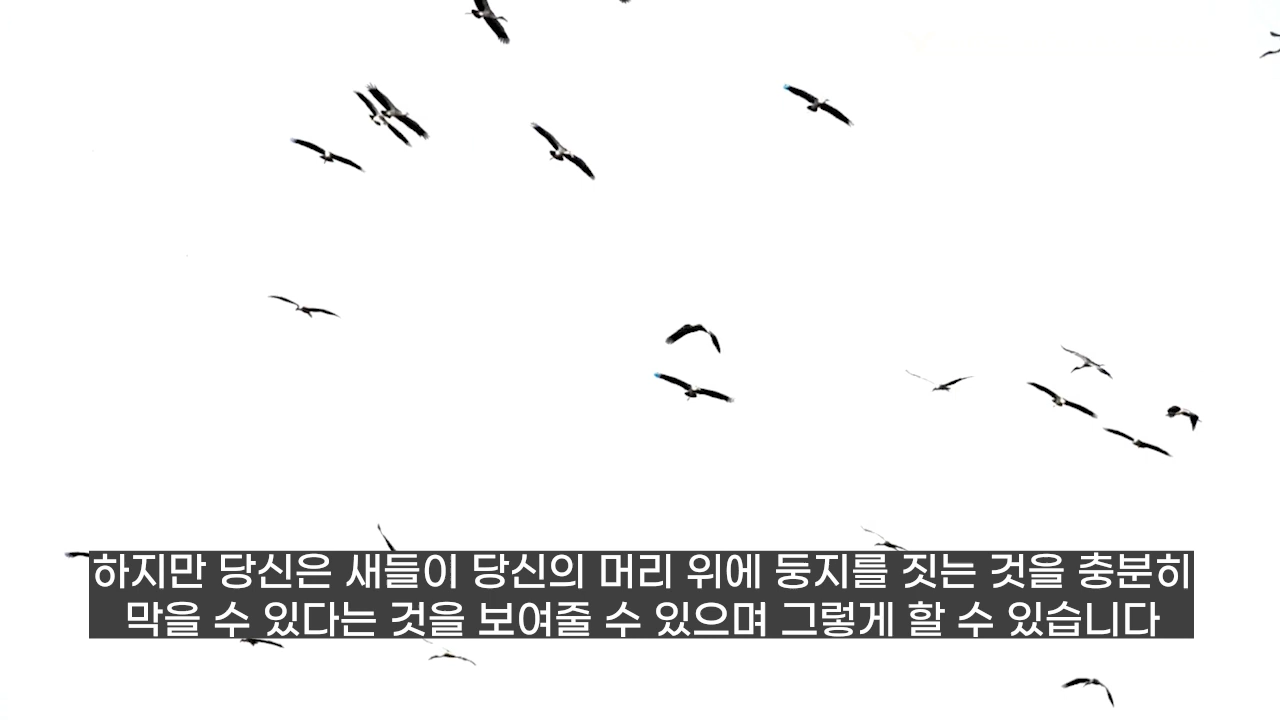 하지만 당신은 새들이 당신의 머리 위에 둥지를 짓는 것을 충분히
막을 수 있다는 것을 보여줄 수 있으며 그렇게 할 수 있습니다